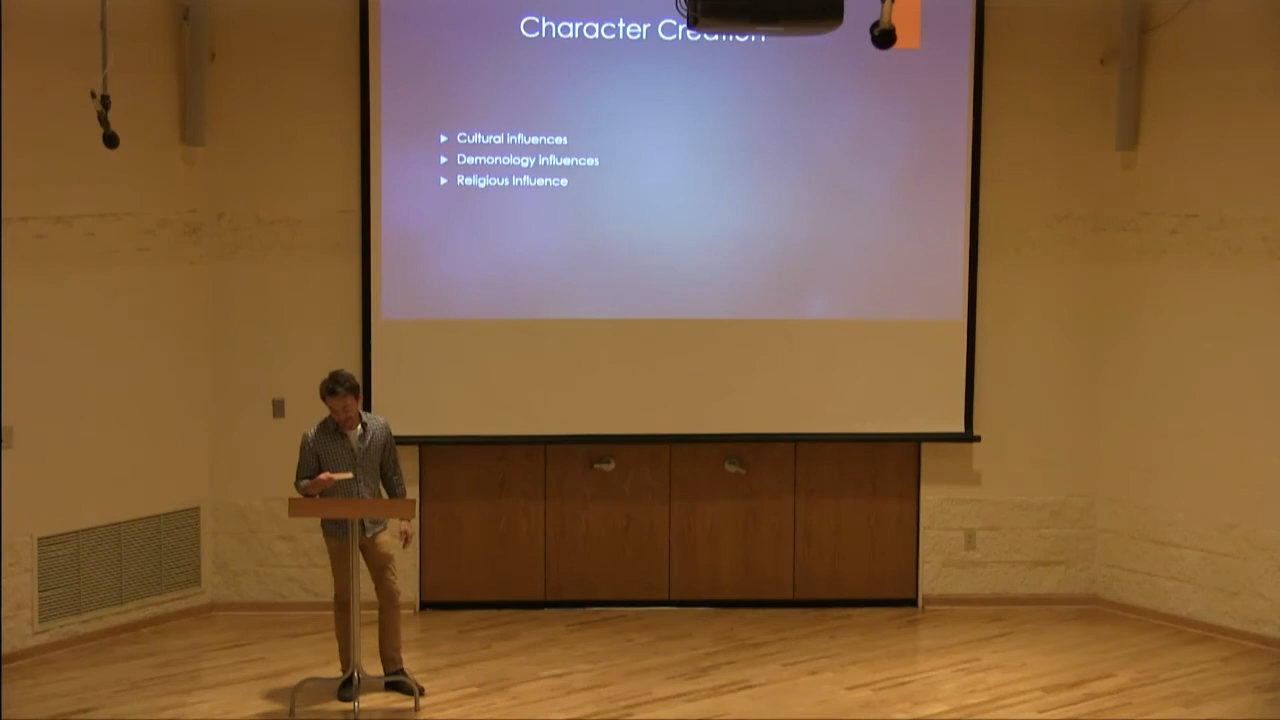 Character Creation
Cultural influences
Demonology influences
Religious Influence